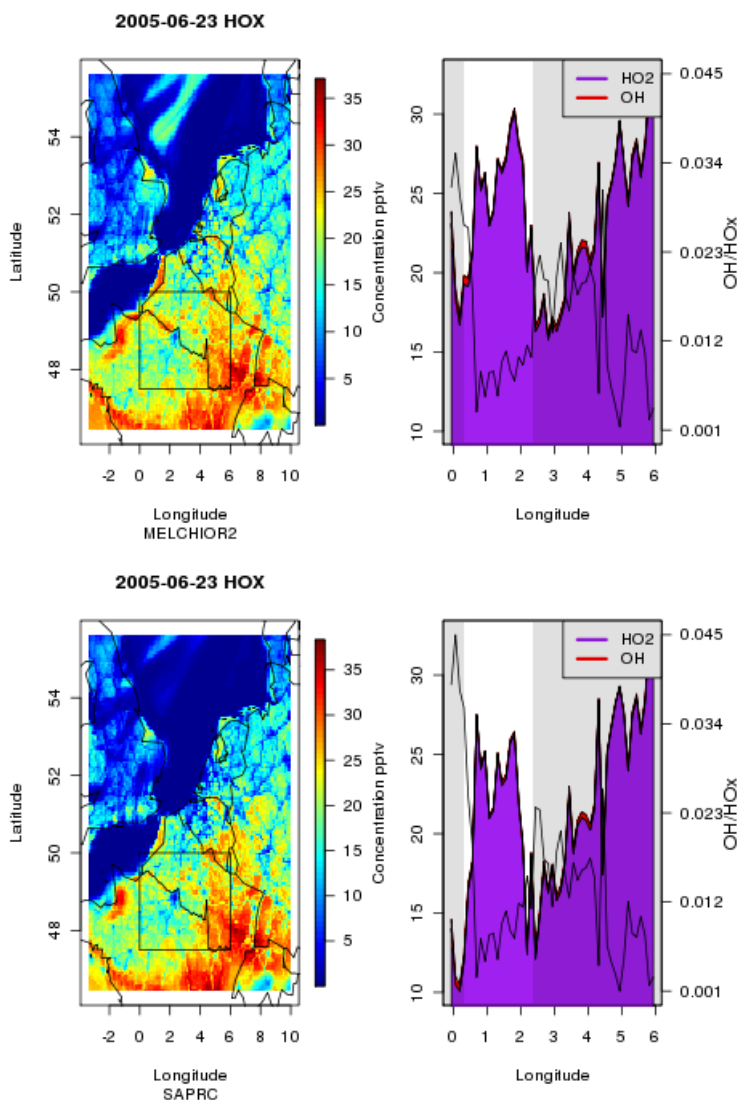 2005-06-23 HOX
Latitude
48 50 52 54
-2 0 2 4 6 8 10
Longitude
MELCHIOR2
5 10 15 20 25 30 35
Concentration pptv
HO2
OH
10 15 20 25 30
0 1 2 3 4 5 6
Longitude
0.001 0.012 0.023 0.034 0.045
OH/HOx
2005-06-23 HOX
Latitude
48 50 52 54
-2 0 2 4 6 8 10
Longitude
SAPRC
5 10 15 20 25 30 35
Concentration pptv
HO2
OH
10 15 20 25 30
0 1 2 3 4 5 6
Longitude
0.001 0.012 0.023 0.034 0.045
OH/HOx